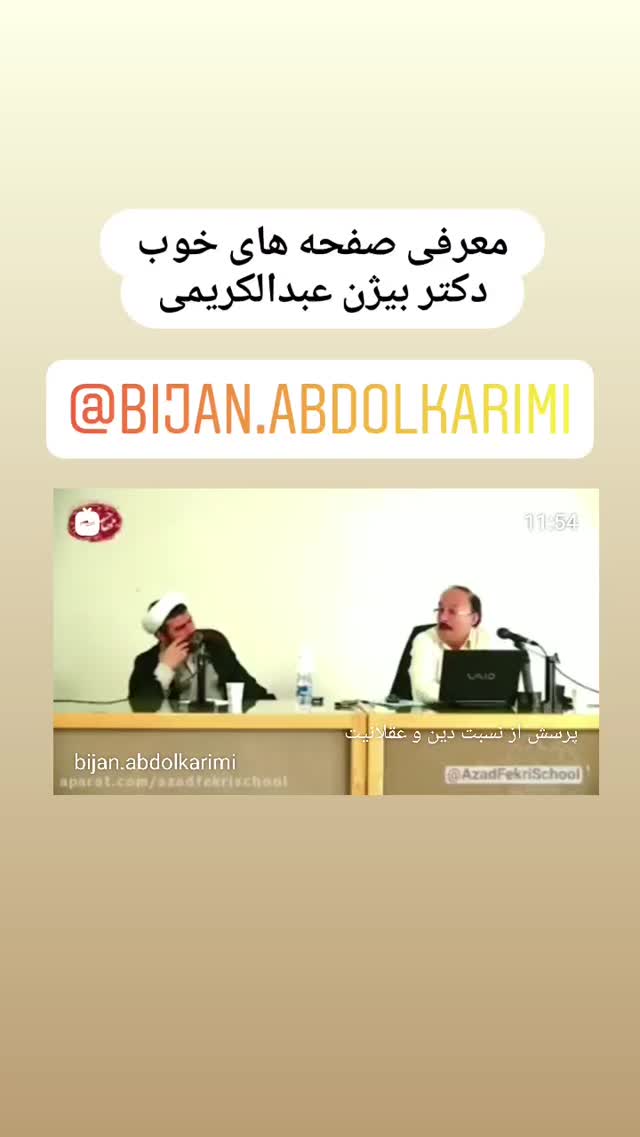 معرفی صفحه های خوب
دکتر بیژن عبدالکریمی
@BIJAN.ABDOLKARIMI
11:54
VAIO
پرسش از نسبت دین و عقلانیت
bijan.abdolkarimi
@AzadFekriSchool
aparat.com/azadfekrischool